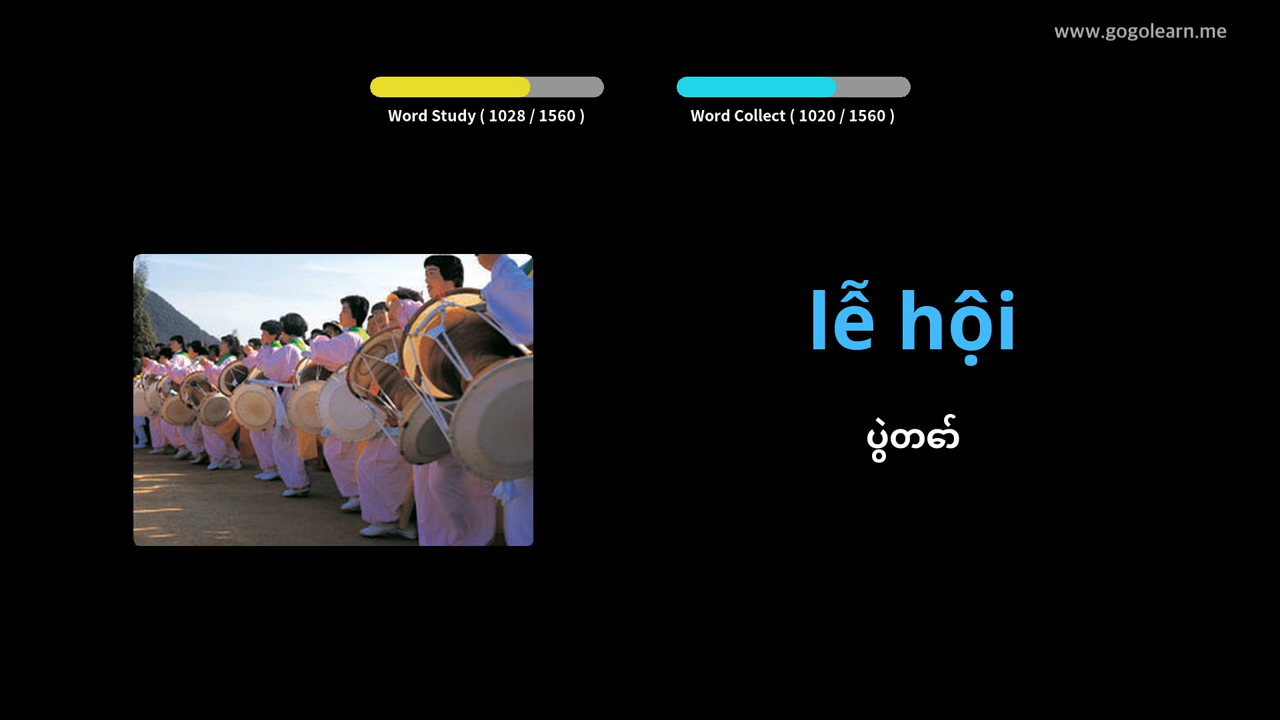 www.gogolearn.me
Word Study ( 1028 / 1560 )
Word Collect ( 1020 / 1560 )
lễ hội
ပွဲတော်